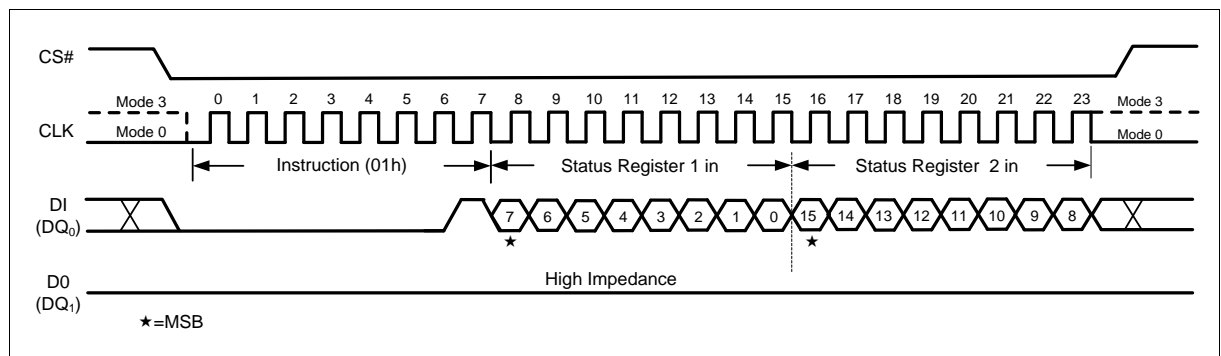 CS#
Mode 3 0 1 2 3 4 5 6 7 8 9 10 11 12 13 14 15 16 17 18 19 20 21 22 23 Mode 3
CLK Mode 0 Mode 0
Instruction (01h) Status Register 1 in Status Register 2 in
DI
(DQ0) 7 6 5 4 3 2 1 0 15 14 13 12 11 10 9 8
★ ★
High Impedance
D0
(DQ1)
★=MSB